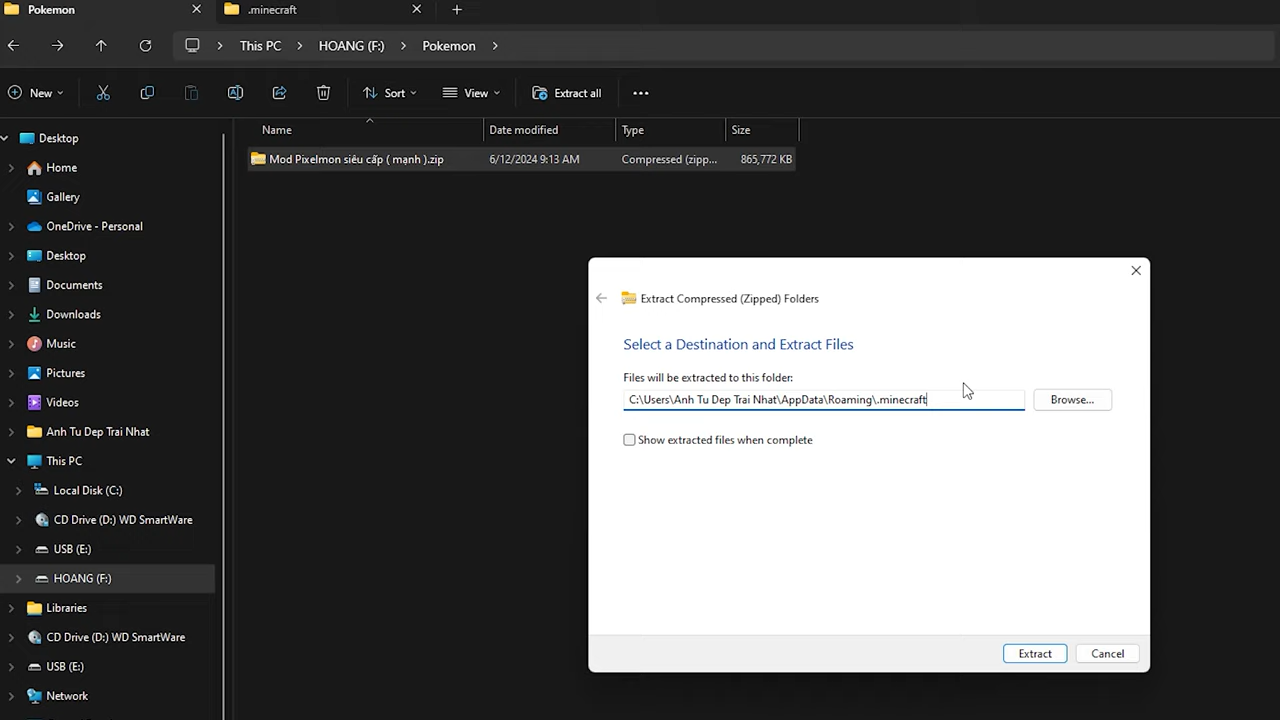 Pokemon
.minecraft
This PC > HOANG (F:) > Pokemon >
New Sort View Extract all ...
Name Date modified Type Size
Mod Pixelmon siêu cấp ( mạnh ).zip 6/12/2024 9:13 AM Compressed (zipp... 865,772 KB
Desktop
Home
Gallery
OneDrive - Personal
Desktop
Documents
Downloads
Music
Pictures
Videos
Anh Tu Dep Trai Nhat
This PC
Local Disk (C:)
CD Drive (D:) WD SmartWare
USB (E:)
HOANG (F:)
Libraries
CD Drive (D:) WD SmartWare
USB (E:)
Network
Extract Compressed (Zipped) Folders
Select a Destination and Extract Files
Files will be extracted to this folder:
C:\Users\Anh Tu Dep Trai Nhat\AppData\Roaming\.minecraft
Browse...
Show extracted files when complete
Extract Cancel